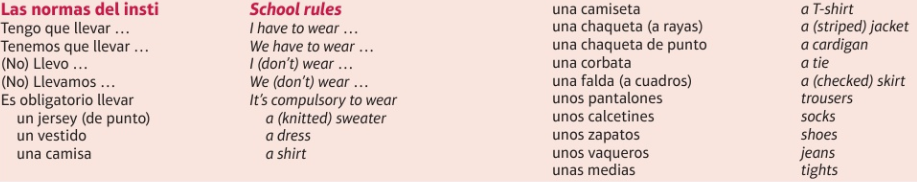 Las normas del insti School rules
Tengo que llevar … I have to wear …
Tenemos que llevar … We have to wear …
(No) Llevo … I (don't) wear …
(No) Llevamos … We (don't) wear …
Es obligatorio llevar It's compulsory to wear
un jersey (de punto) a (knitted) sweater
un vestido a dress
una camisa a shirt
una camiseta a T-shirt
una chaqueta (a rayas) a (striped) jacket
una chaqueta de punto a cardigan
una corbata a tie
una falda (a cuadros) a (checked) skirt
unos pantalones trousers
unos calcetines socks
unos zapatos shoes
unos vaqueros jeans
unas medias tights